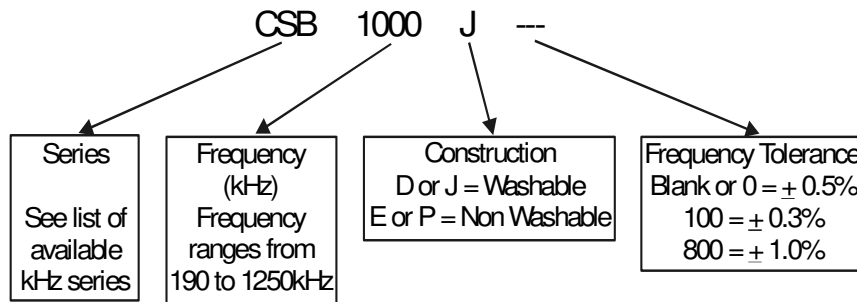 CSB 1000 J ---
Series
See list of
available
kHz series
Frequency
(kHz)
Frequency
ranges from
190 to 1250kHz
Construction
D or J = Washable
E or P = Non Washable
Frequency Tolerance
Blank or 0 = ± 0.5%
100 = ± 0.3%
800 = ± 1.0%